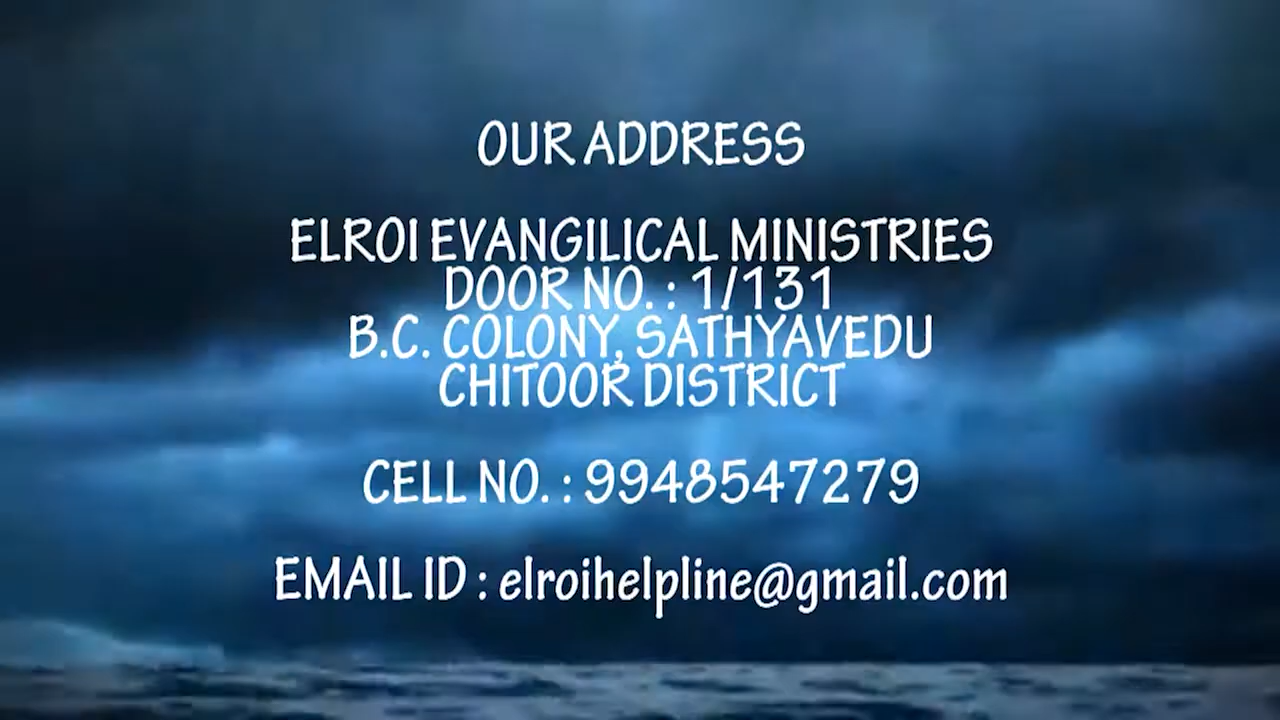 OUR ADDRESS
ELROI EVANGILICAL MINISTRIES
DOOR NO. : 1/131
B.C. COLONY, SATHYAVEDU
CHITOOR DISTRICT
CELL NO. : 9948547279
EMAIL ID : elroihelpline@gmail.com